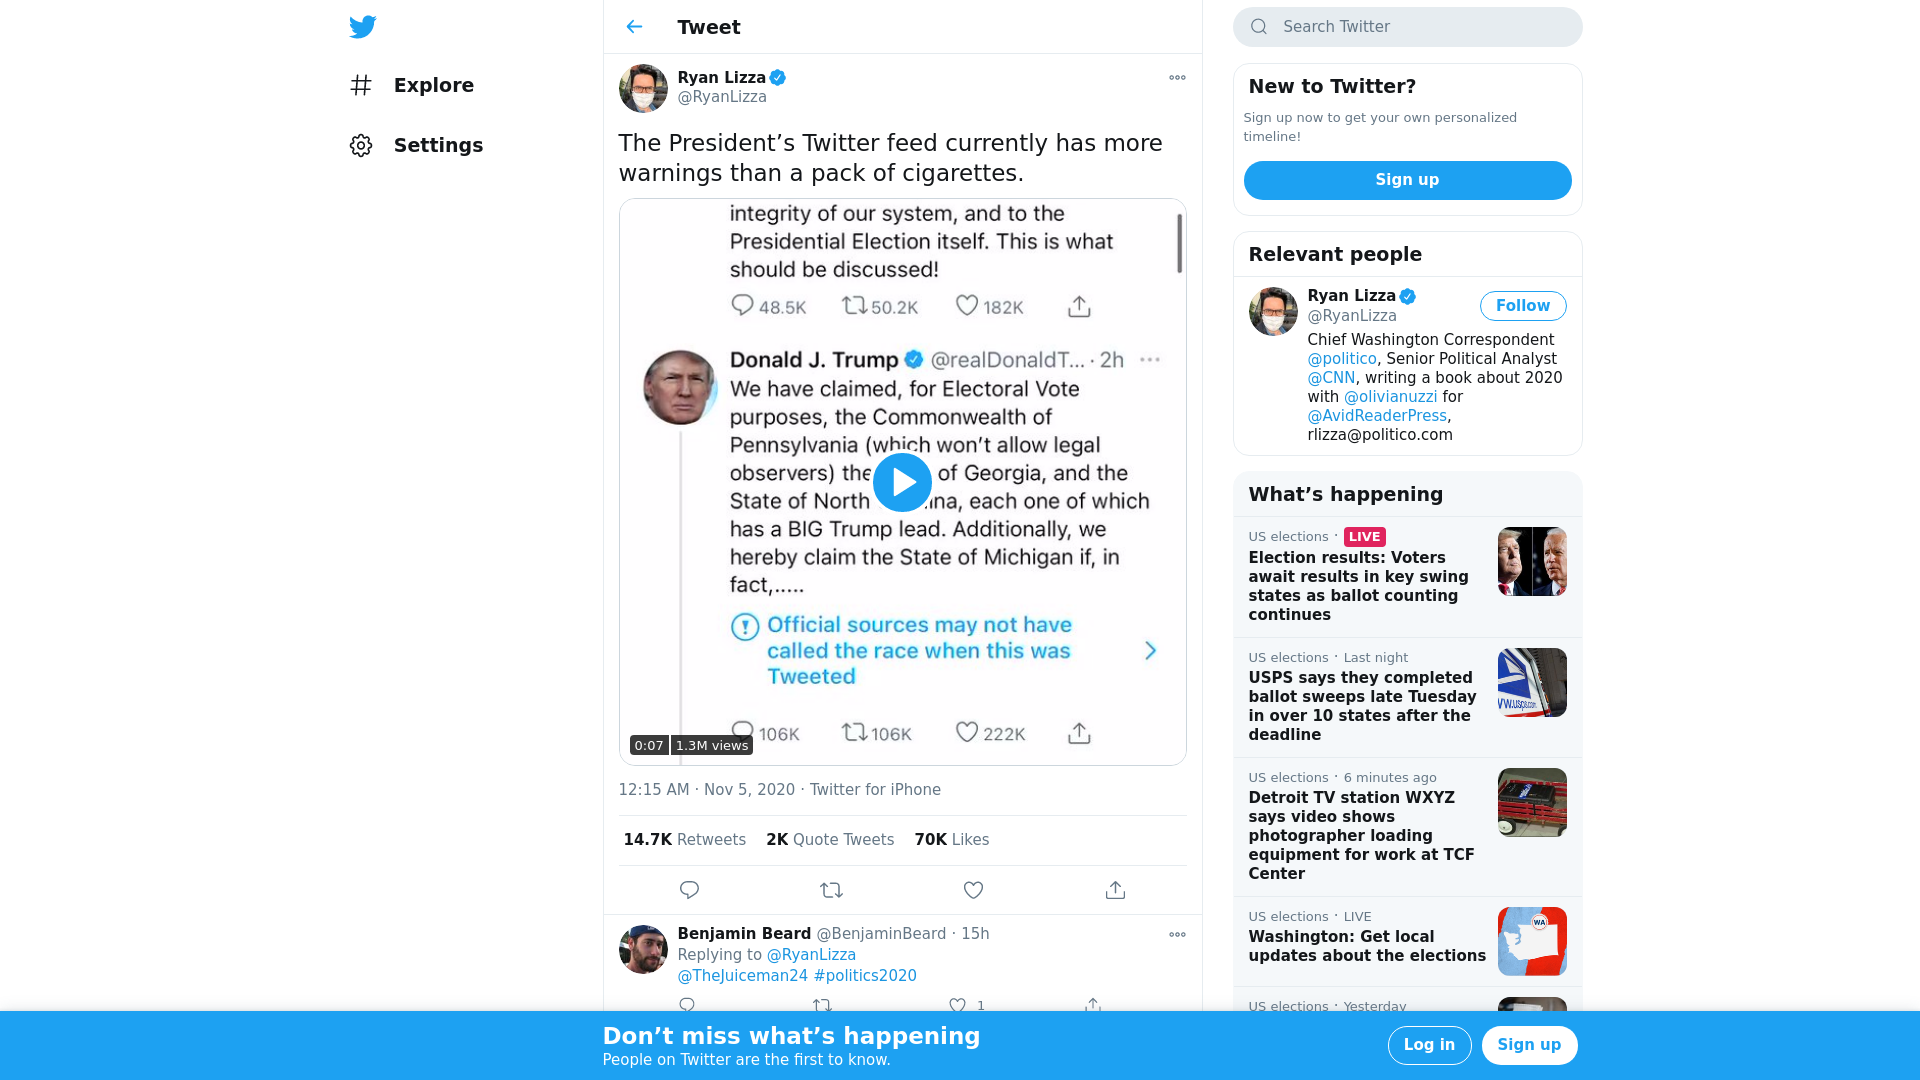 Explore
Settings
Tweet
Ryan Lizza
@RyanLizza
The President’s Twitter feed currently has more
warnings than a pack of cigarettes.
integrity of our system, and to the
Presidential Election itself. This is what
should be discussed!
48.5K 50.2K 182K
Donald J. Trump @realDonaldT... · 2h
We have claimed, for Electoral Vote
purposes, the Commonwealth of
Pennsylvania (which won’t allow legal
observers) the of Georgia, and the
State of North ina, each one of which
has a BIG Trump lead. Additionally, we
hereby claim the State of Michigan if, in
fact,.....
Official sources may not have
called the race when this was
Tweeted
106K 106K 222K
0:07 1.3M views
12:15 AM · Nov 5, 2020 · Twitter for iPhone
14.7K Retweets 2K Quote Tweets 70K Likes
Benjamin Beard @BenjaminBeard · 15h
Replying to @RyanLizza
@TheJuiceman24 #politics2020
1
Search Twitter
New to Twitter?
Sign up now to get your own personalized
timeline!
Sign up
Relevant people
Ryan Lizza
@RyanLizza
Follow
Chief Washington Correspondent
@politico, Senior Political Analyst
@CNN, writing a book about 2020
with @olivianuzzi for
@AvidReaderPress,
rlizza@politico.com
What’s happening
US elections · LIVE
Election results: Voters
await results in key swing
states as ballot counting
continues
US elections · Last night
USPS says they completed
ballot sweeps late Tuesday
in over 10 states after the
deadline
US elections · 6 minutes ago
Detroit TV station WXYZ
says video shows
photographer loading
equipment for work at TCF
Center
US elections · LIVE
Washington: Get local
updates about the elections
WA
US elections · Yesterday
Don’t miss what’s happening
People on Twitter are the first to know.
Log in
Sign up